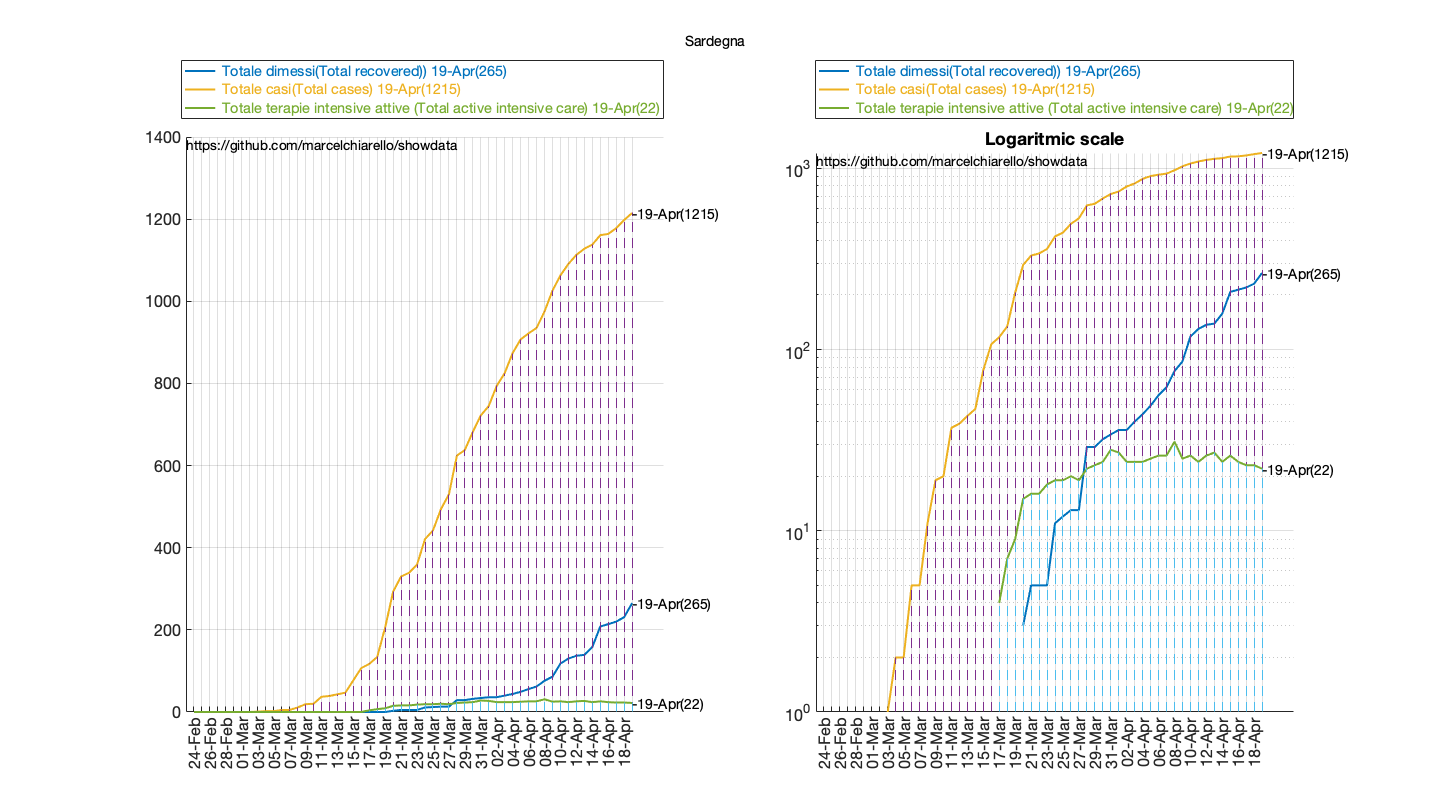 Sardegna
Totale dimessi(Total recovered)) 19-Apr(265)
Totale casi(Total cases) 19-Apr(1215)
Totale terapie intensive attive (Total active intensive care) 19-Apr(22)
https://github.com/marcelchiarello/showdata
1400
1200
1000
800
600
400
200
0
19-Apr(1215)
19-Apr(265)
19-Apr(22)
24-Feb
26-Feb
28-Feb
01-Mar
03-Mar
05-Mar
07-Mar
09-Mar
11-Mar
13-Mar
15-Mar
17-Mar
19-Mar
21-Mar
23-Mar
25-Mar
27-Mar
29-Mar
31-Mar
02-Apr
04-Apr
06-Apr
08-Apr
10-Apr
12-Apr
14-Apr
16-Apr
18-Apr
Totale dimessi(Total recovered)) 19-Apr(265)
Totale casi(Total cases) 19-Apr(1215)
Totale terapie intensive attive (Total active intensive care) 19-Apr(22)
Logaritmic scale
https://github.com/marcelchiarello/showdata
10^3
10^2
10^1
10^0
19-Apr(1215)
19-Apr(265)
19-Apr(22)
24-Feb
26-Feb
28-Feb
01-Mar
03-Mar
05-Mar
07-Mar
09-Mar
11-Mar
13-Mar
15-Mar
17-Mar
19-Mar
21-Mar
23-Mar
25-Mar
27-Mar
29-Mar
31-Mar
02-Apr
04-Apr
06-Apr
08-Apr
10-Apr
12-Apr
14-Apr
16-Apr
18-Apr